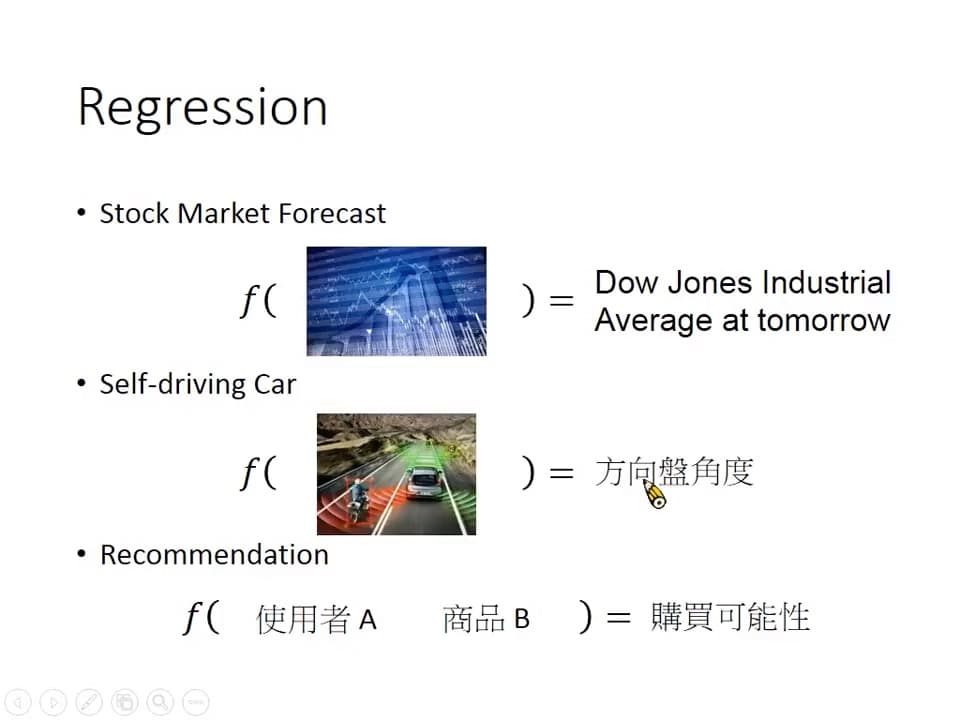 Regression
• Stock Market Forecast
f( ) = Dow Jones Industrial
Average at tomorrow
• Self-driving Car
f( ) = 方向盤角度
• Recommendation
f( 使用者 A 商品 B ) = 購買可能性